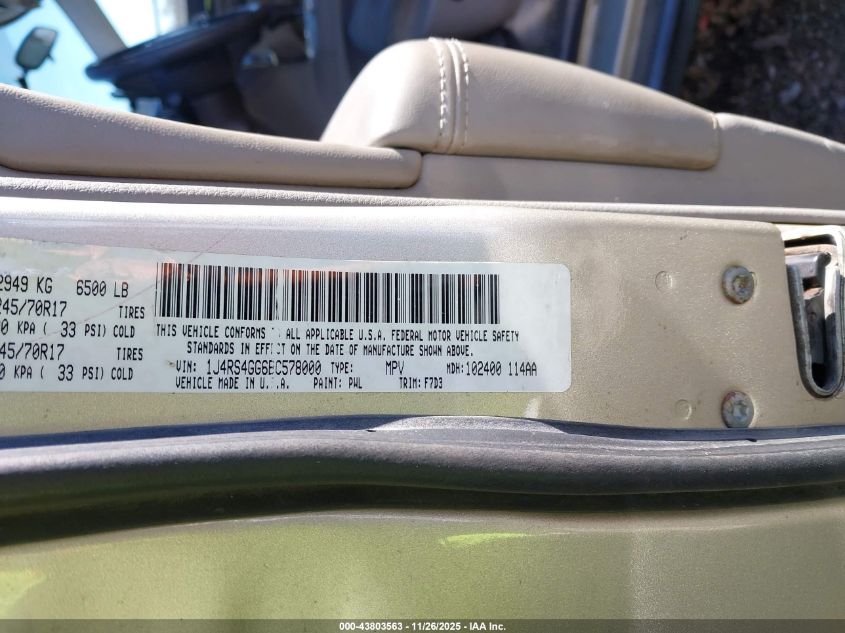 2949 KG 6500 LB
245/70R17 TIRES
0 KPA ( 33 PSI) COLD
45/70R17 TIRES
0 KPA ( 33 PSI) COLD
THIS VEHICLE CONFORMS ALL APPLICABLE U.S.A. FEDERAL MOTOR VEHICLE SAFETY
STANDARDS IN EFFECT ON THE DATE OF MANUFACTURE SHOWN ABOVE.
VIN: 1J4RS4GG6BC578000 TYPE: MPV MDH: 102400 114AA
VEHICLE MADE IN U.S.A. PAINT: PWL TRIM: F7D3
000-43803563 - 11/26/2025 - IAA Inc.